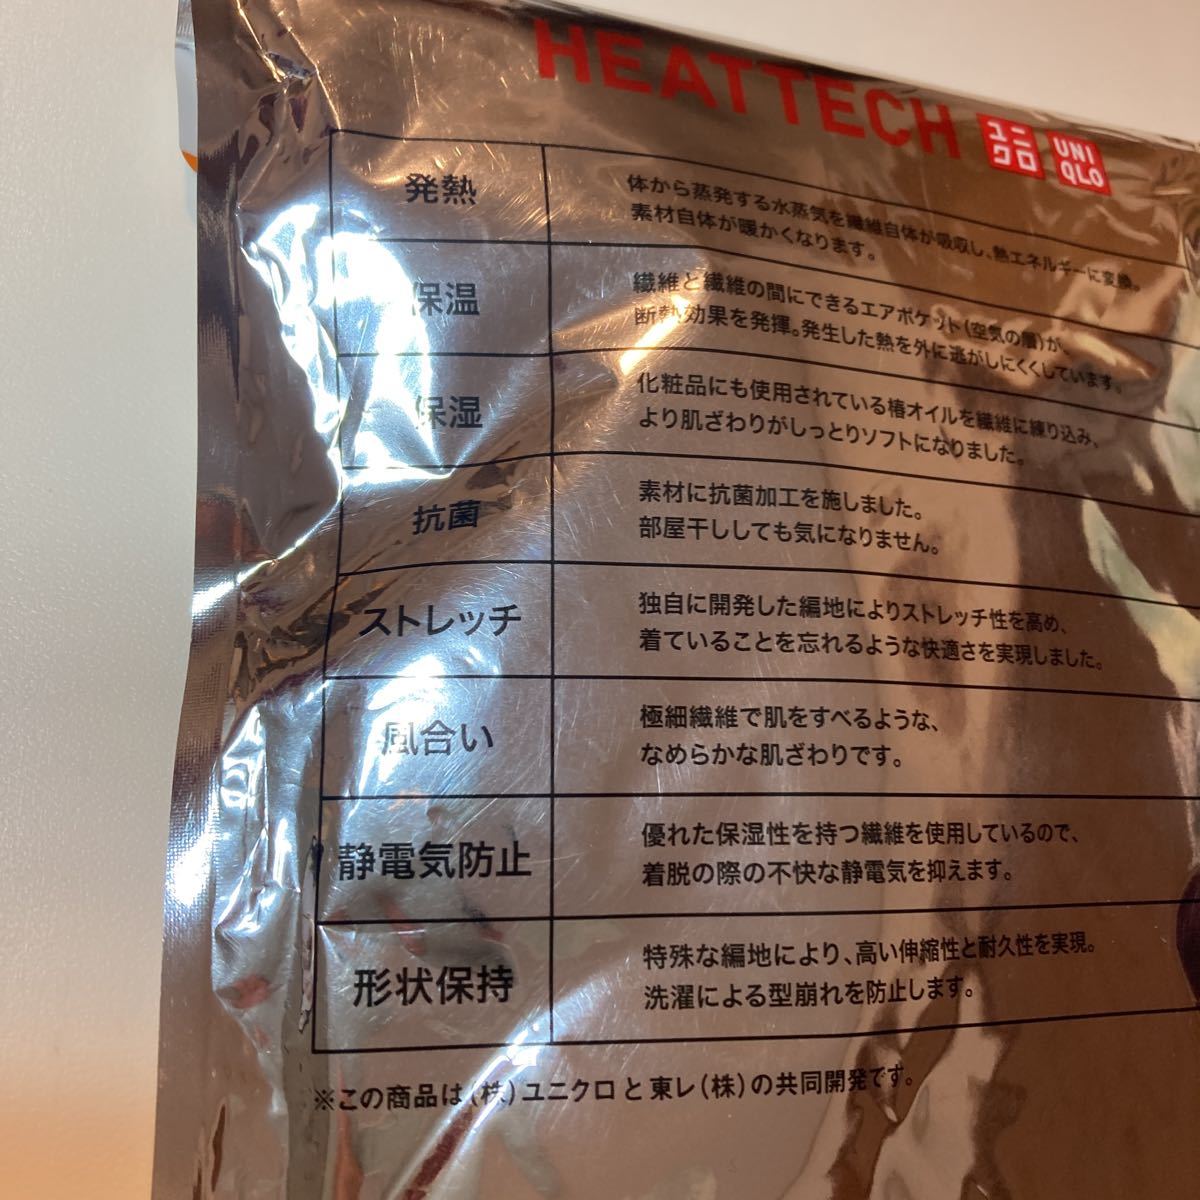 HEATTECH
ユニ
クロ
UNI
QLO
発熱
体から蒸発する水蒸気を繊維自体が吸収し、熱エネルギーに変換。
素材自体が暖かくなります。
保温
繊維と繊維の間にできるエアポケット(空気の層)が、
断熱効果を発揮。発生した熱を外に逃がしにくくしています。
保湿
化粧品にも使用されている椿オイルを繊維に練り込み、
より肌ざわりがしっとりソフトになりました。
抗菌
素材に抗菌加工を施しました。
部屋干ししても気になりません。
ストレッチ
独自に開発した編地によりストレッチ性を高め、
着ていることを忘れるような快適さを実現しました。
風合い
極細繊維で肌をすべるような、
なめらかな肌ざわりです。
静電気防止
優れた保湿性を持つ繊維を使用しているので、
着脱の際の不快な静電気を抑えます。
形状保持
特殊な編地により、高い伸縮性と耐久性を実現。
洗濯による型崩れを防止します。
※この商品は(株)ユニクロと東レ(株)の共同開発です。